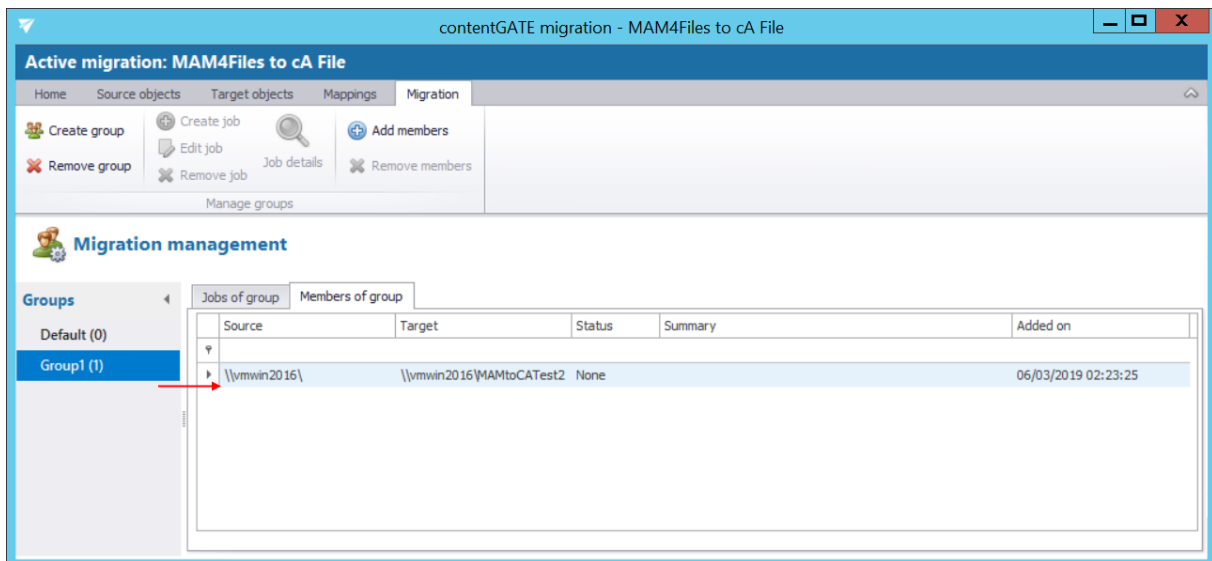 contentGATE migration - MAM4Files to cA File
Active migration: MAM4Files to cA File
Home Source objects Target objects Mappings Migration
Create group
Remove group
Create job
Edit job
Remove job
Job details
Add members
Remove members
Manage groups
Migration management
Groups
Default (0)
Group1 (1)
Jobs of group Members of group
Source Target Status Summary Added on
\\vmwin2016\ \\vmwin2016\MAMtoCATest2 None 06/03/2019 02:23:25